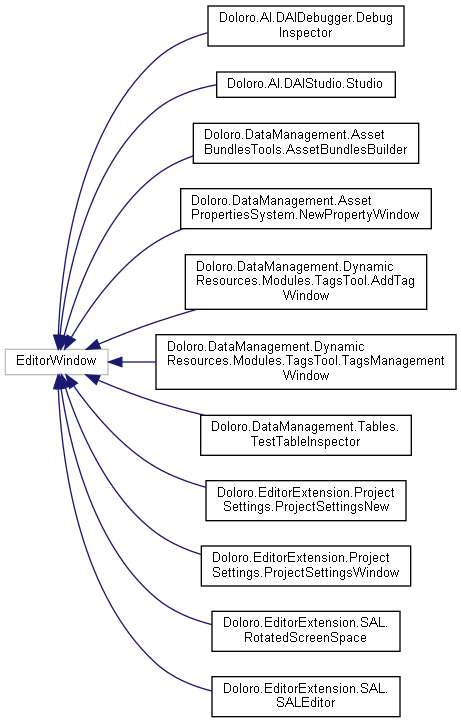 Doloro.AI.DAIDebugger.Debug
Inspector
Doloro.AI.DAIStudio.Studio
Doloro.DataManagement.Asset
BundlesTools.AssetBundlesBuilder
Doloro.DataManagement.Asset
PropertiesSystem.NewPropertyWindow
Doloro.DataManagement.Dynamic
Resources.Modules.TagsTool.AddTag
Window
EditorWindow
Doloro.DataManagement.Dynamic
Resources.Modules.TagsTool.TagsManagement
Window
Doloro.DataManagement.Tables.
TestTableInspector
Doloro.EditorExtension.Project
Settings.ProjectSettingsNew
Doloro.EditorExtension.Project
Settings.ProjectSettingsWindow
Doloro.EditorExtension.SAL.
RotatedScreenSpace
Doloro.EditorExtension.SAL.
SALEditor